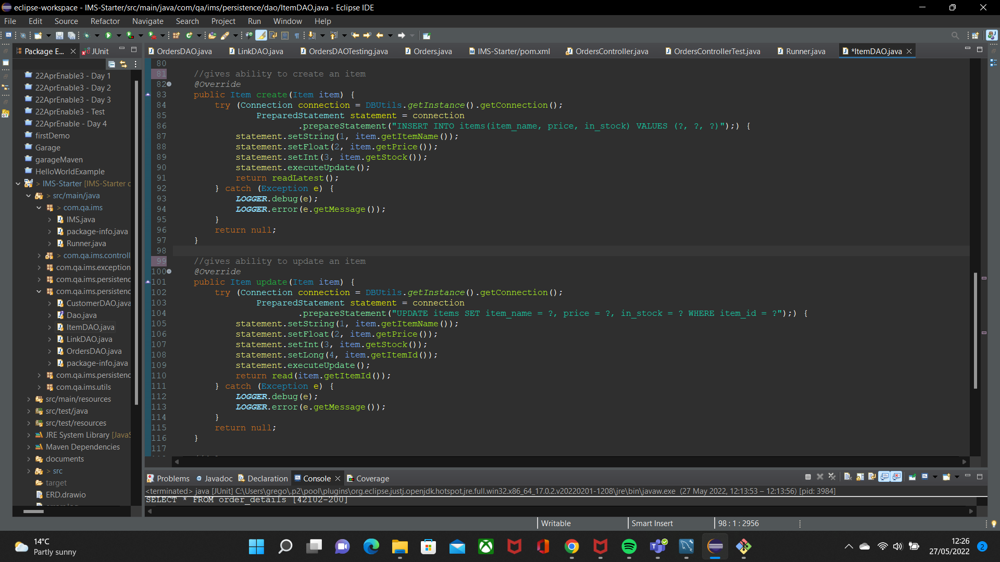 eclipse-workspace - IMS-Starter/src/main/java/com/qa/ims/persistence/dao/ItemDAO.java - Eclipse IDE
File Edit Source Refactor Navigate Search Project Run Window Help
Package E... JUnit
OrdersDAO.java LinkDAO.java OrdersDAOTesting.java Orders.java IMS-Starter/pom.xml OrdersController.java OrdersControllerTest.java Runner.java *ItemDAO.java
22AprEnable3 - Day 1
22AprEnable3 - Day 2
22AprEnable3 - Day 3
22AprEnable3 - Test
22AprEnable - Day 4
firstDemo
Garage
garageMaven
HelloWorldExample
> IMS-Starter [IMS-Starter
> src/main/java
> com.qa.ims
IMS.java
package-info.java
Runner.java
> com.qa.ims.controll
com.qa.ims.exception
com.qa.ims.persistenc
com.qa.ims.persistenc
CustomerDAO.java
Dao.java
ItemDAO.java
LinkDAO.java
OrdersDAO.java
package-info.java
com.qa.ims.persistenc
com.qa.ims.utils
src/main/resources
src/test/java
src/test/resources
JRE System Library [JavaS
Maven Dependencies
documents
> src
target
ERD.drawio
80
81 //gives ability to create an item
82 @Override
83 public Item create(Item item) {
84 try (Connection connection = DBUtils.getInstance().getConnection();
85 PreparedStatement statement = connection
86 .prepareStatement("INSERT INTO items(item_name, price, in_stock) VALUES (?, ?, ?)");) {
87 statement.setString(1, item.getItemName());
88 statement.setFloat(2, item.getPrice());
89 statement.setInt(3, item.getStock());
90 statement.executeUpdate();
91 return readLatest();
92 } catch (Exception e) {
93 LOGGER.debug(e);
94 LOGGER.error(e.getMessage());
95 }
96 return null;
97 }
98
99 //gives ability to update an item
100 @Override
101 public Item update(Item item) {
102 try (Connection connection = DBUtils.getInstance().getConnection();
103 PreparedStatement statement = connection
104 .prepareStatement("UPDATE items SET item_name = ?, price = ?, in_stock = ? WHERE item_id = ?");) {
105 statement.setString(1, item.getItemName());
106 statement.setFloat(2, item.getPrice());
107 statement.setInt(3, item.getStock());
108 statement.setLong(4, item.getItemId());
109 statement.executeUpdate();
110 return read(item.getItemId());
111 } catch (Exception e) {
112 LOGGER.debug(e);
113 LOGGER.error(e.getMessage());
114 }
115 return null;
116 }
117
Problems Javadoc Declaration Console Coverage
<terminated> java [JUnit] C:\Users\grego\.p2\pool\plugins\org.eclipse.justj.openjdk.hotspot.jre.full.win32.x86_64_17.0.2.v20220201-1208\jre\bin\javaw.exe (27 May 2022, 12:13:53 – 12:13:56) [pid: 3984]
SELECT * FROM order_details [42102-200]
Writable Smart Insert 98 : 1 : 2956
14°C
Partly sunny
12:26
27/05/2022
2